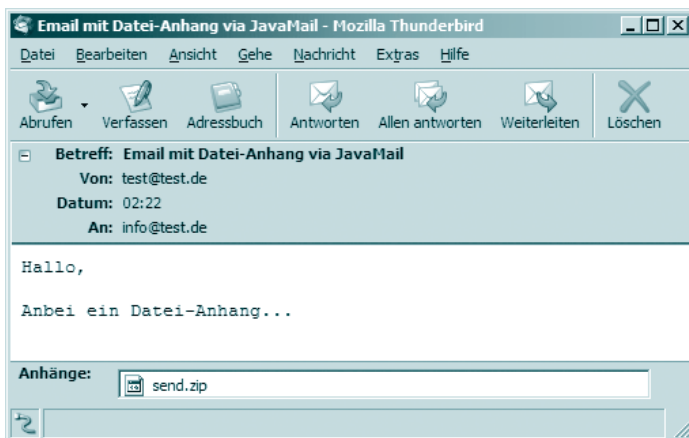 Email mit Datei-Anhang via JavaMail - Mozilla Thunderbird
Datei Bearbeiten Ansicht Gehe Nachricht Extras Hilfe
Abrufen Verfassen Adressbuch Antworten Allen antworten Weiterleiten Löschen
Betreff: Email mit Datei-Anhang via JavaMail
Von: test@test.de
Datum: 02:22
An: info@test.de
Hallo,
Anbei ein Datei-Anhang...
Anhänge: send.zip